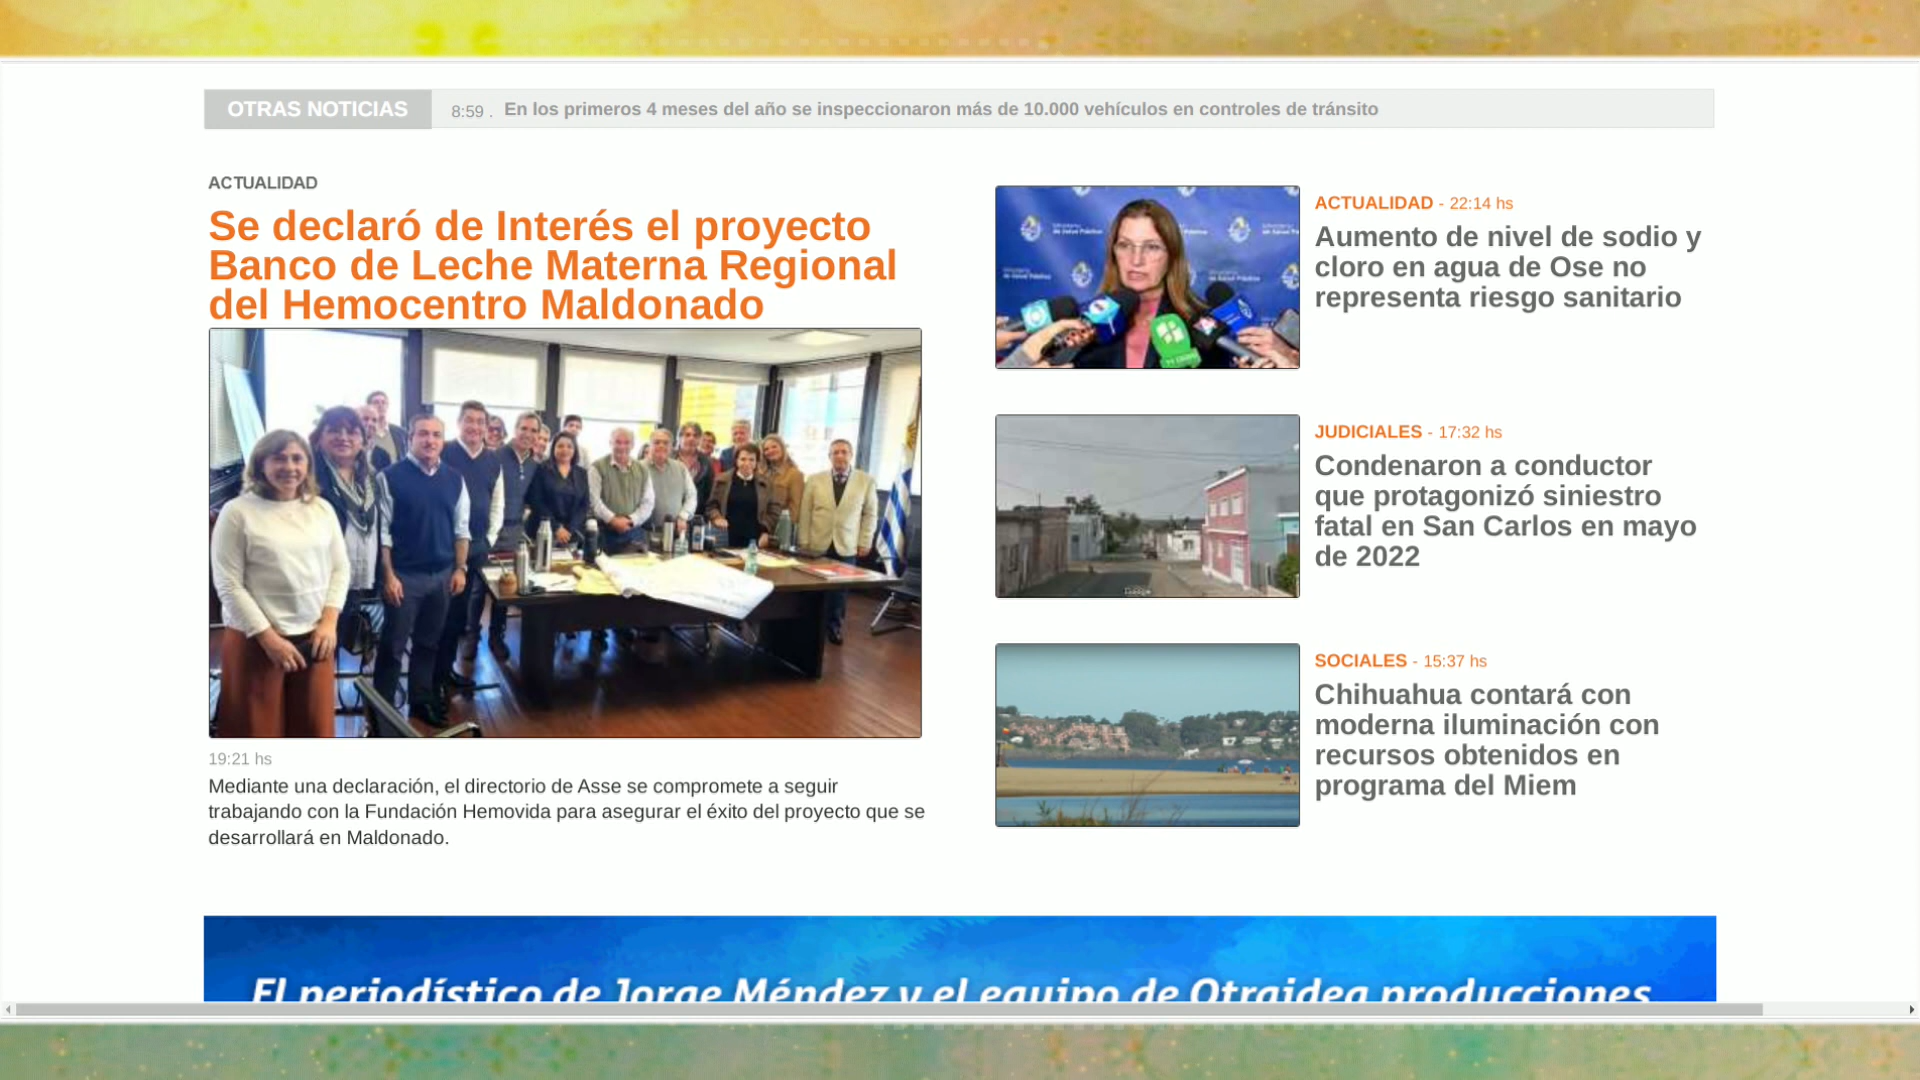 OTRAS NOTICIAS
8:59 . En los primeros 4 meses del año se inspeccionaron más de 10.000 vehículos en controles de tránsito
ACTUALIDAD
Se declaró de Interés el proyecto
Banco de Leche Materna Regional
del Hemocentro Maldonado
19:21 hs
Mediante una declaración, el directorio de Asse se compromete a seguir
trabajando con la Fundación Hemovida para asegurar el éxito del proyecto que se
desarrollará en Maldonado.
ACTUALIDAD - 22:14 hs
Aumento de nivel de sodio y
cloro en agua de Ose no
representa riesgo sanitario
JUDICIALES - 17:32 hs
Condenaron a conductor
que protagonizó siniestro
fatal en San Carlos en mayo
de 2022
SOCIALES - 15:37 hs
Chihuahua contará con
moderna iluminación con
recursos obtenidos en
programa del Miem
El periodístico de Jorge Méndez y el equipo de Otraidea producciones